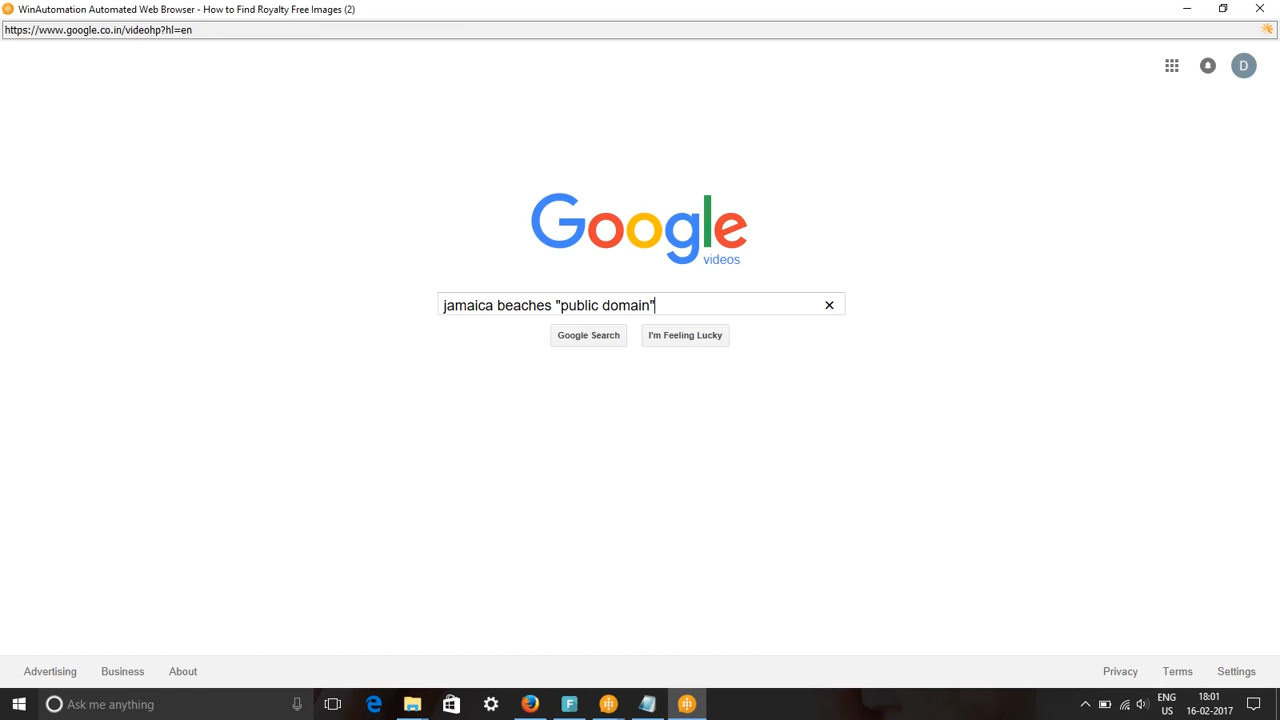 WinAutomation Automated Web Browser - How to Find Royalty Free Images (2)
https://www.google.co.in/videohp?hl=en
D
Google
videos
jamaica beaches "public domain"
Google Search
I'm Feeling Lucky
Advertising
Business
About
Privacy
Terms
Settings
Ask me anything
F
ENG
US
18:01
16-02-2017